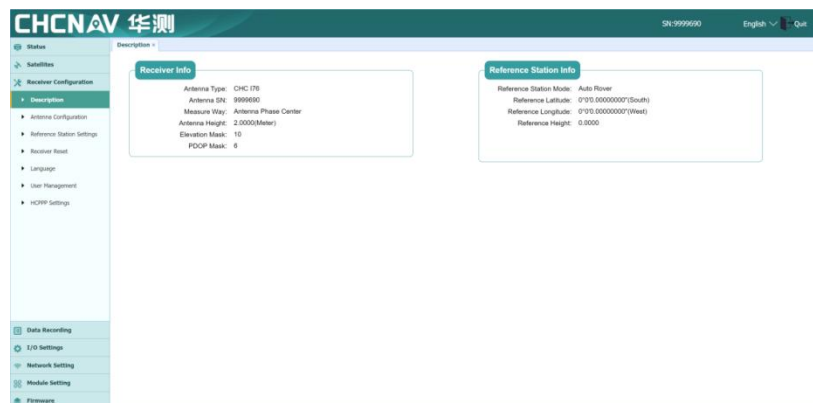 CHCNAV 华测
SN:9999690
English
Quit
Status
Satellites
Receiver Configuration
Description
Antenna Configuration
Reference Station Settings
Receiver Reset
Language
User Management
HCPPP Settings
Data Recording
I/O Settings
Network Setting
Module Setting
Firmware
Description ×
Receiver Info
Antenna Type: CHC I76
Antenna SN: 9999690
Measure Way: Antenna Phase Center
Antenna Height: 2.0000(Meter)
Elevation Mask: 10
PDOP Mask: 6
Reference Station Info
Reference Station Mode: Auto Rover
Reference Latitude: 0°0'0.00000000"(South)
Reference Longitude: 0°0'0.00000000"(West)
Reference Height: 0.0000